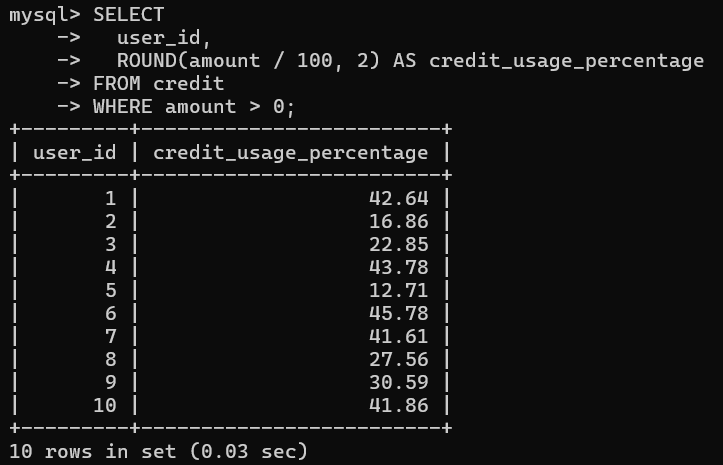 mysql> SELECT
    ->   user_id,
    ->   ROUND(amount / 100, 2) AS credit_usage_percentage
    -> FROM credit
    -> WHERE amount > 0;
+---------+-------------------------+
| user_id | credit_usage_percentage |
+---------+-------------------------+
|       1 |                   42.64 |
|       2 |                   16.86 |
|       3 |                   22.85 |
|       4 |                   43.78 |
|       5 |                   12.71 |
|       6 |                   45.78 |
|       7 |                   41.61 |
|       8 |                   27.56 |
|       9 |                   30.59 |
|      10 |                   41.86 |
+---------+-------------------------+
10 rows in set (0.03 sec)